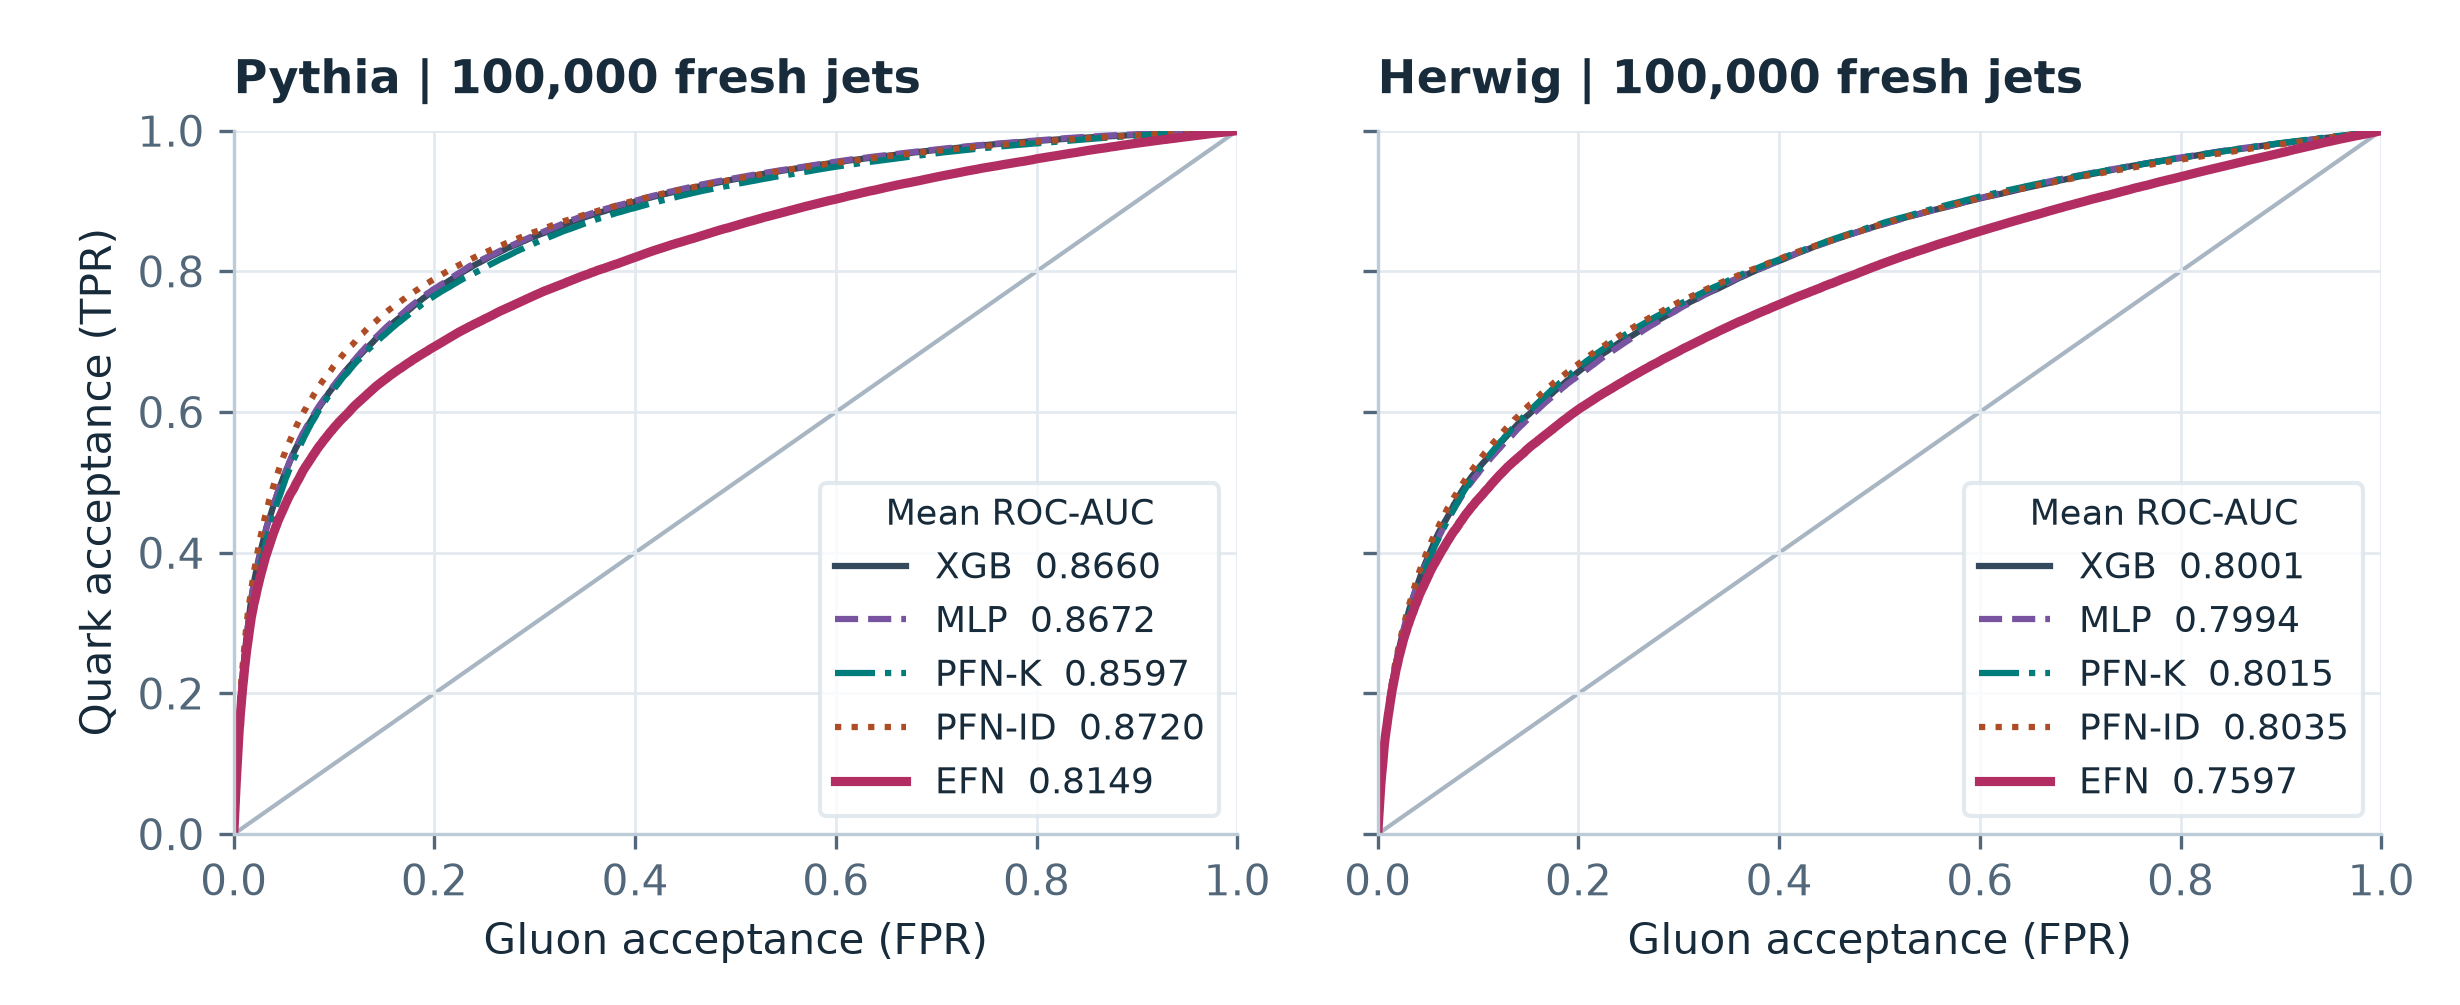 Pythia | 100,000 fresh jets
Quark acceptance (TPR)
1.0
0.8
0.6
0.4
0.2
0.0
Mean ROC-AUC
XGB 0.8660
MLP 0.8672
PFN-K 0.8597
PFN-ID 0.8720
EFN 0.8149
0.0 0.2 0.4 0.6 0.8 1.0
Gluon acceptance (FPR)
Herwig | 100,000 fresh jets
Mean ROC-AUC
XGB 0.8001
MLP 0.7994
PFN-K 0.8015
PFN-ID 0.8035
EFN 0.7597
0.0 0.2 0.4 0.6 0.8 1.0
Gluon acceptance (FPR)